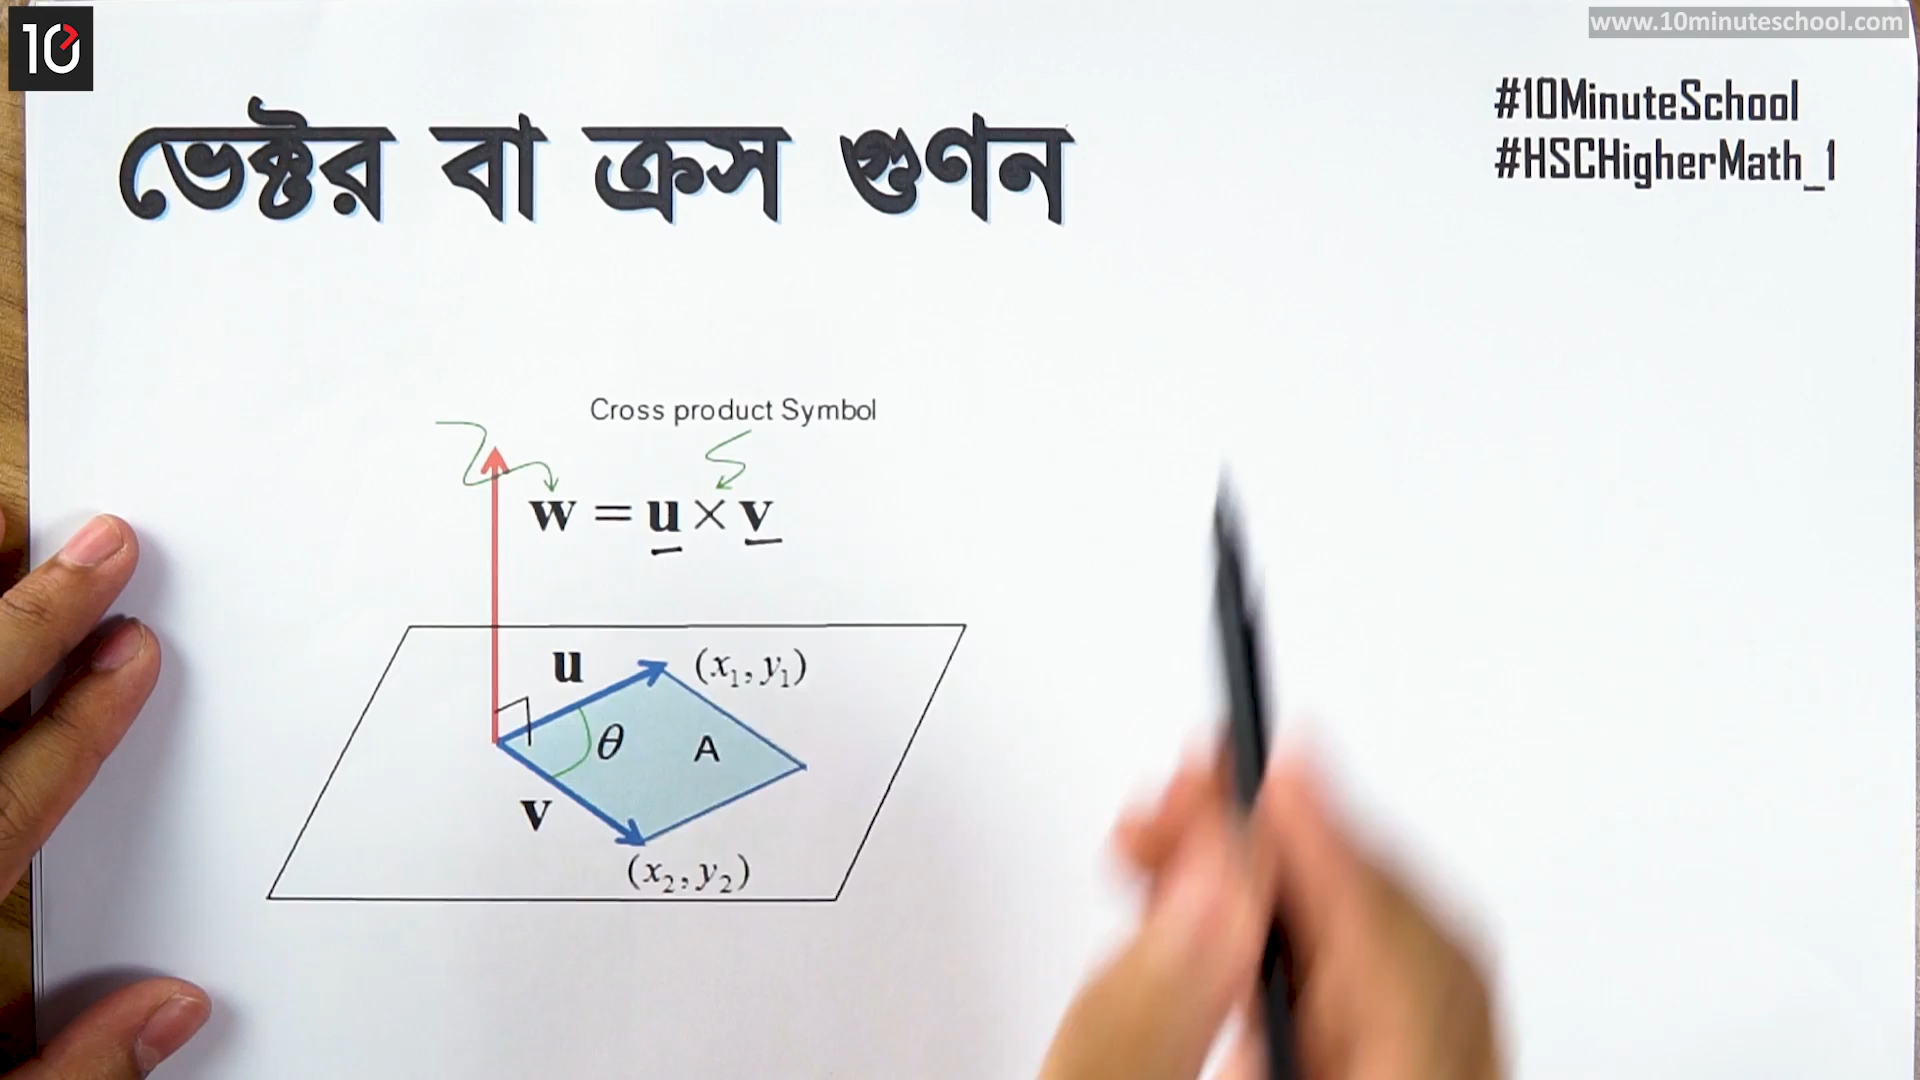 10
www.10minuteschool.com
#10MinuteSchool
#HSCHigherMath_1
ভেক্টর বা ক্রস গুণন
Cross product Symbol
w = u × v
u
(x₁, y₁)
θ
A
v
(x₂, y₂)